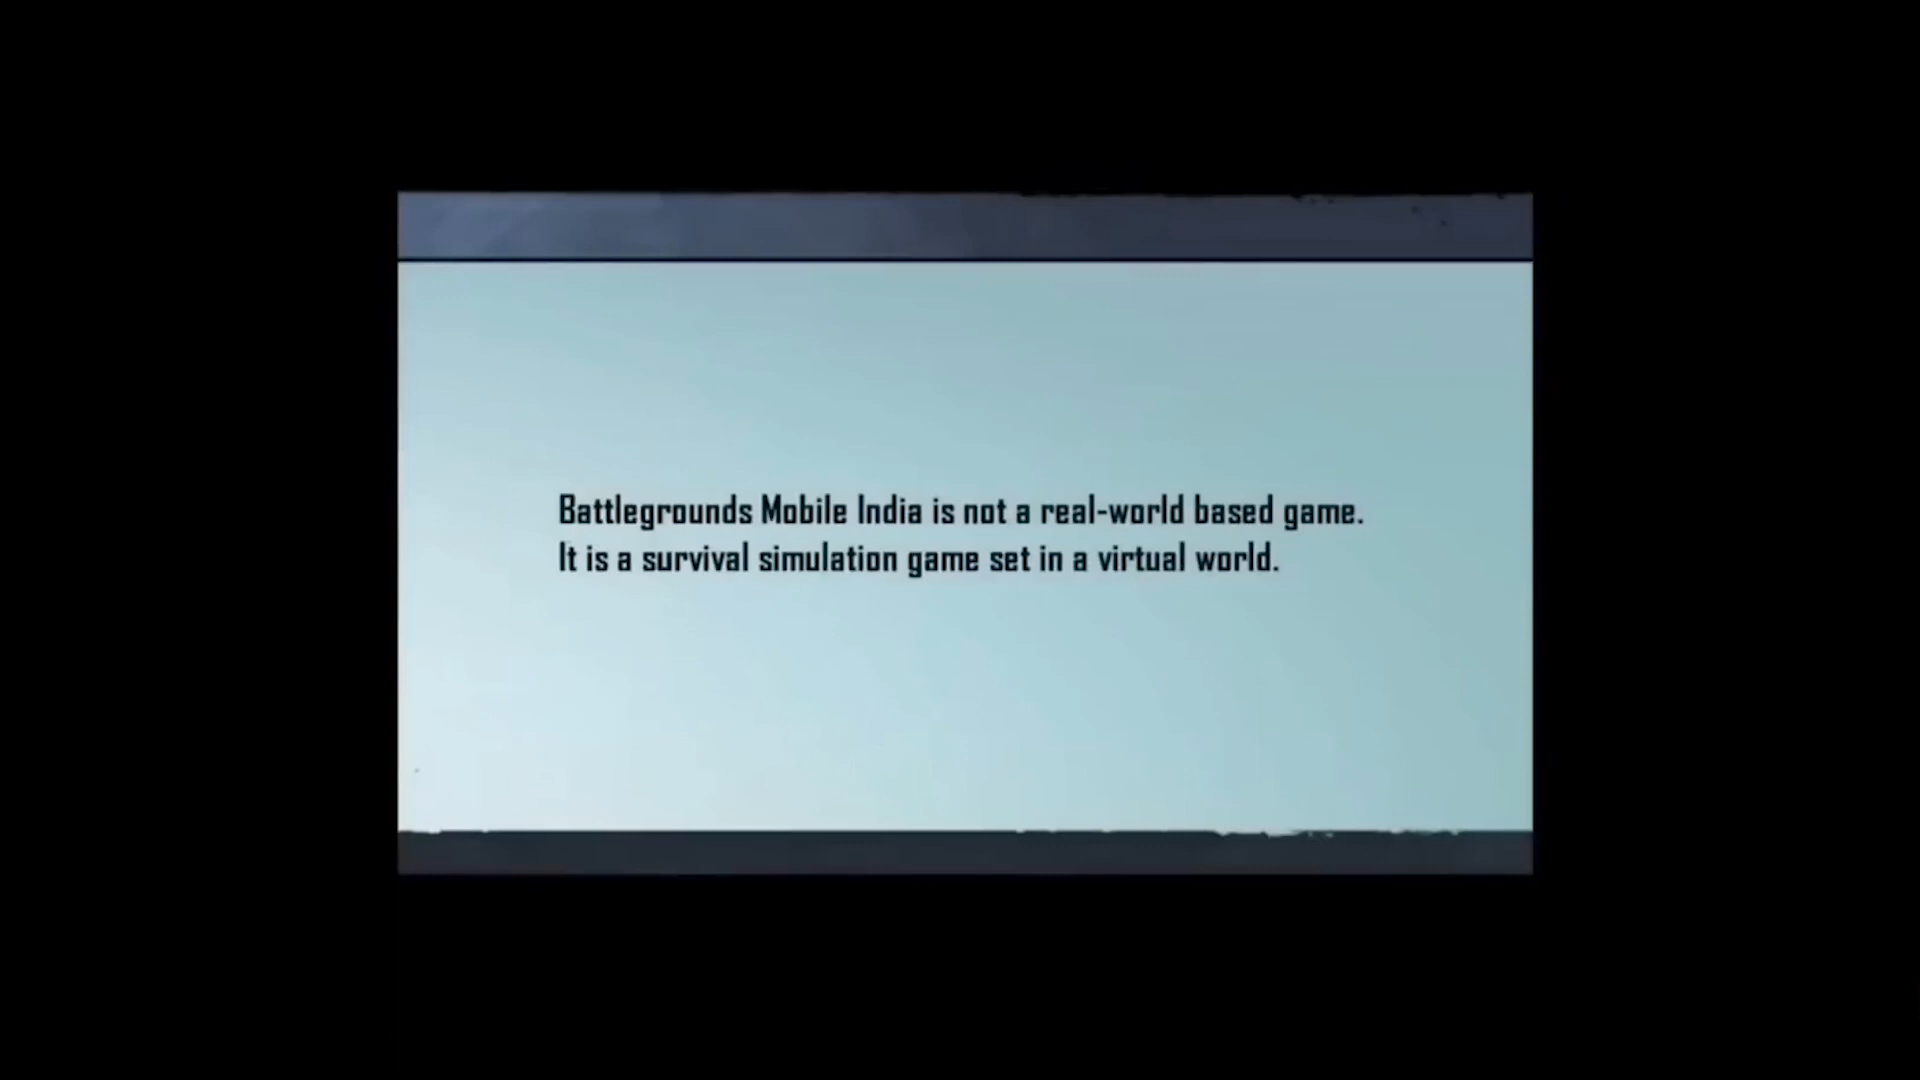 Battlegrounds Mobile India is not a real-world based game.
It is a survival simulation game set in a virtual world.